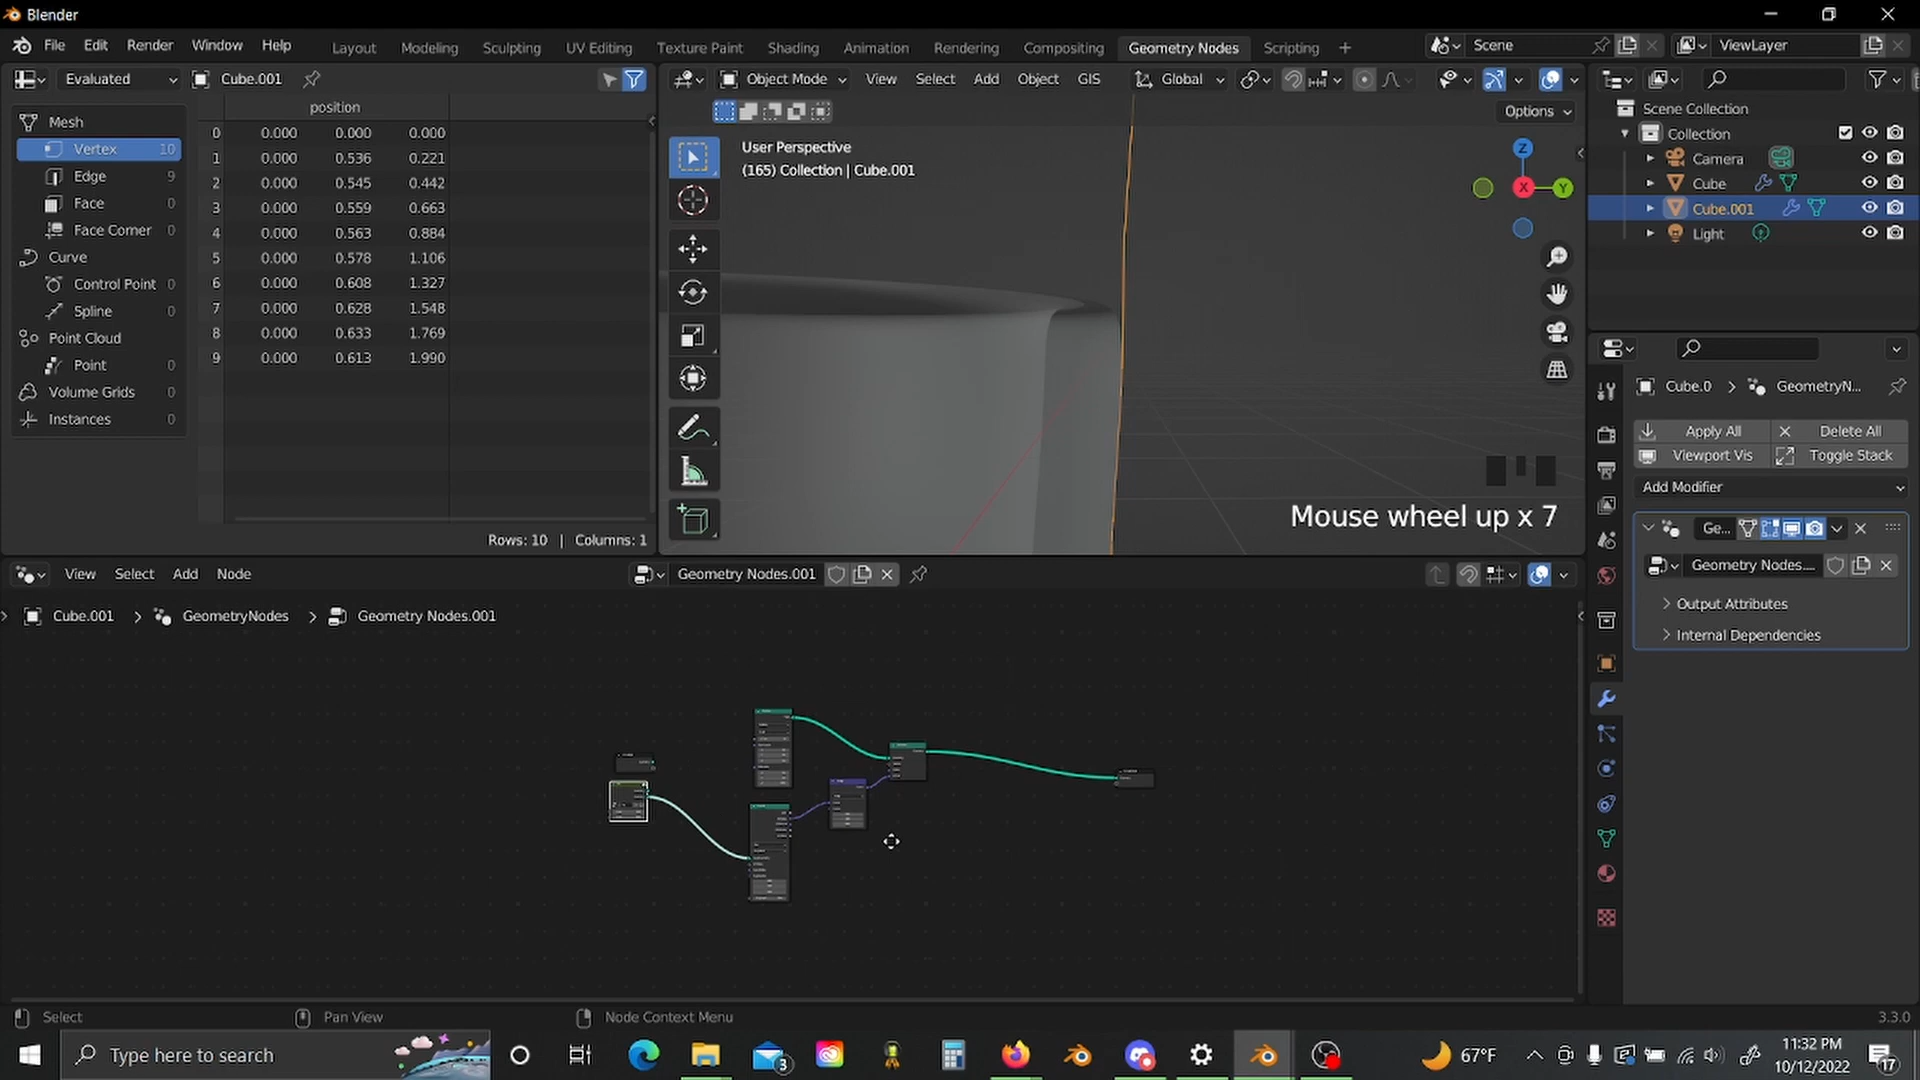 Blender
File Edit Render Window Help Layout Modeling Sculpting UV Editing Texture Paint Shading Animation Rendering Compositing Geometry Nodes Scripting + Scene ViewLayer
Evaluated Cube.001 Object Mode View Select Add Object GIS Global
position
Options
Mesh
Vertex 10
Edge 9
Face 0
Face Corner 0
Curve
Control Point 0
Spline 0
Point Cloud
Point 0
Volume Grids 0
Instances 0
0 0.000 0.000 0.000
1 0.000 0.536 0.221
2 0.000 0.545 0.442
3 0.000 0.559 0.663
4 0.000 0.563 0.884
5 0.000 0.578 1.106
6 0.000 0.608 1.327
7 0.000 0.628 1.548
8 0.000 0.633 1.769
9 0.000 0.613 1.990
Rows: 10 | Columns: 1
User Perspective
(165) Collection | Cube.001
Z
X
Y
Mouse wheel up x 7
Scene Collection
Collection
Camera
Cube
Cube.001
Light
Cube.0 GeometryN...
Apply All Delete All
Viewport Vis Toggle Stack
Add Modifier
Ge...
Geometry Nodes....
Output Attributes
Internal Dependencies
View Select Add Node Geometry Nodes.001
Cube.001 GeometryNodes Geometry Nodes.001
Select Pan View Node Context Menu 3.3.0
Type here to search
3
67°F
11:32 PM
10/12/2022
17